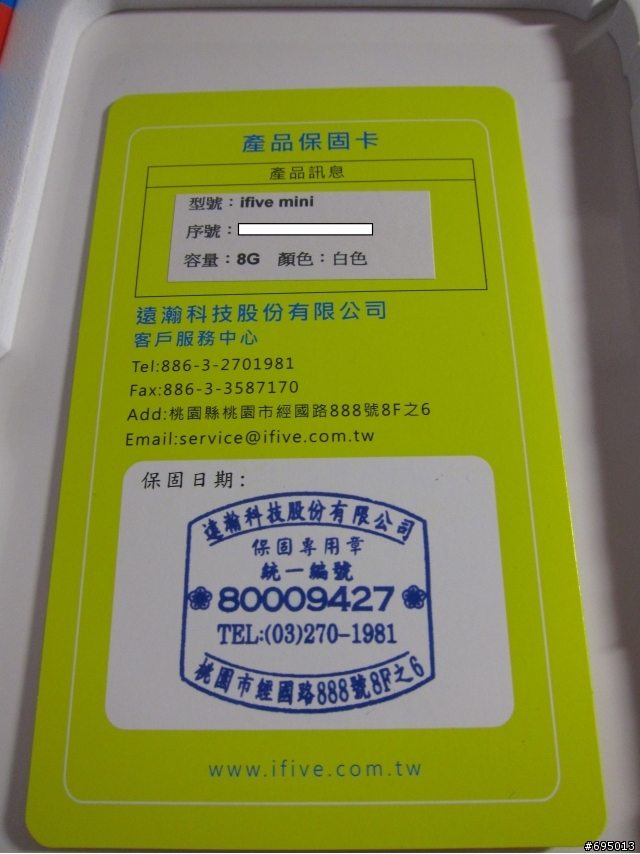 產品保固卡
產品訊息
型號：ifive mini
序號：
容量：8G 顏色：白色
遠瀚科技股份有限公司
客戶服務中心
Tel:886-3-2701981
Fax:886-3-3587170
Add:桃園縣桃園市經國路888號8F之6
Email:service@ifive.com.tw
保固日期:
遠瀚科技股份有限公司
保固專用章
統一編號
80009427
TEL:(03)270-1981
桃園市經國路888號8F之6
www.ifive.com.tw
#695013